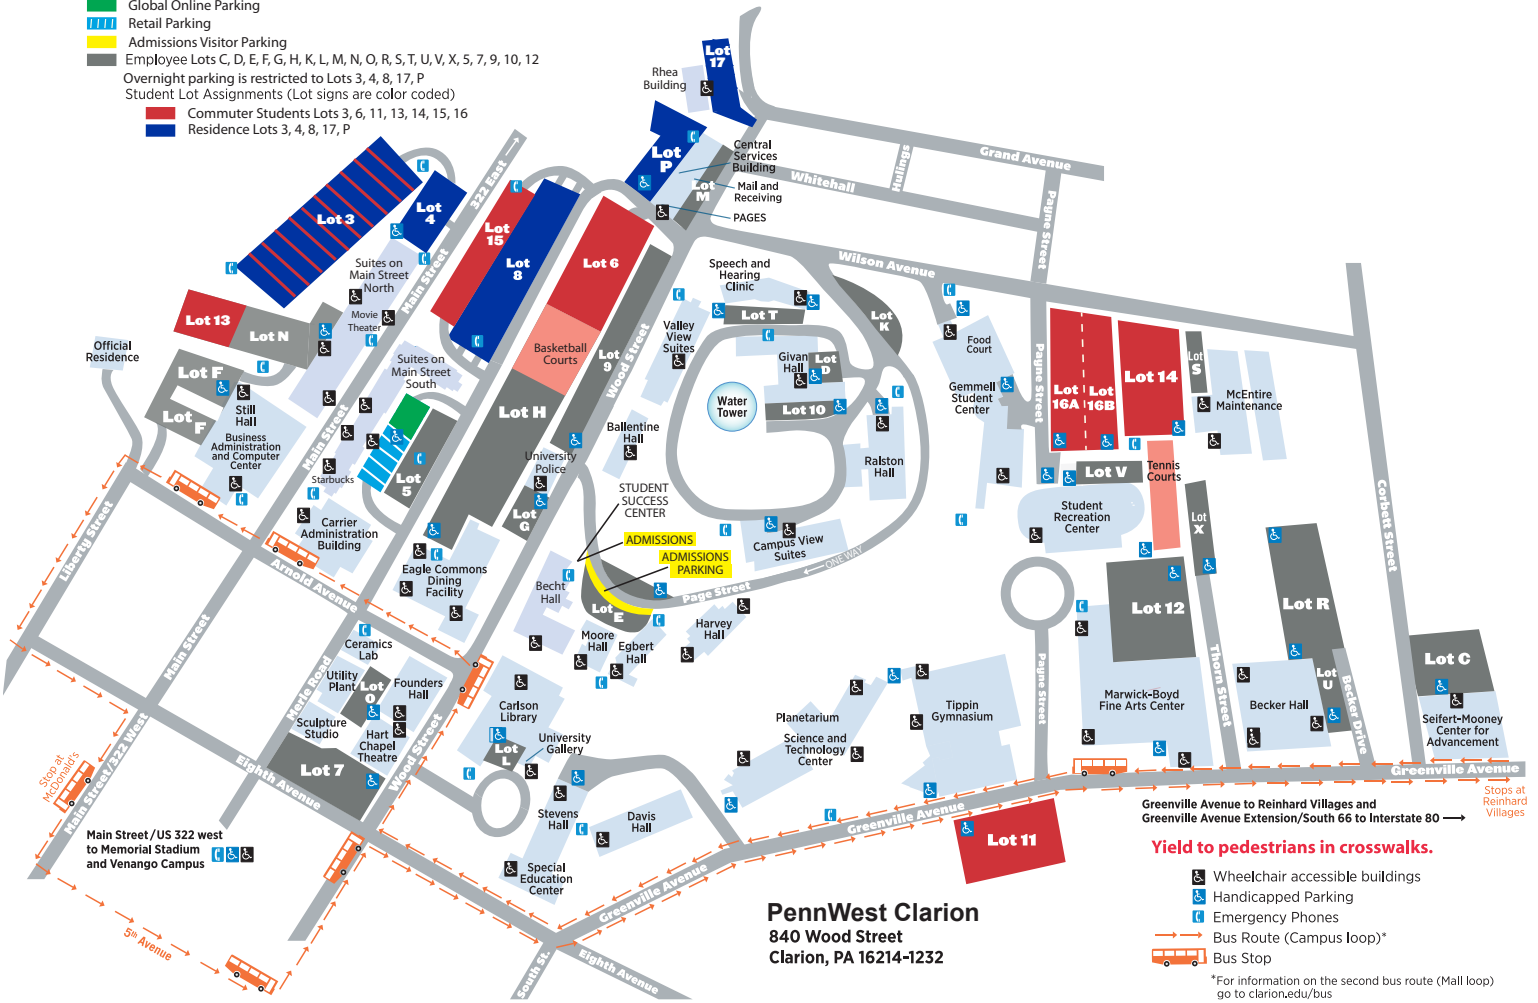 Global Online Parking
Retail Parking
Admissions Visitor Parking
Employee Lots C, D, E, F, G, H, K, L, M, N, O, R, S, T, U, V, X, 5, 7, 9, 10, 12
Overnight parking is restricted to Lots 3, 4, 8, 17, P
Student Lot Assignments (Lot signs are color coded)
Commuter Students Lots 3, 6, 11, 13, 14, 15, 16
Residence Lots 3, 4, 8, 17, P
Lot
17
Rhea
Building
Lot
P
Central
Services
Building
Lot
M
Mail and
Receiving
PAGES
Grand Avenue
Hulings
Whitehall
Payne Street
Wilson Avenue
322 East
Lot 3
Lot
4
Lot
15
Lot
8
Lot 6
Suites on
Main Street
North
Main Street
Movie
Theater
Lot 13
Lot N
Official
Residence
Lot F
Lot
F
Still
Hall
Business
Administration
and Computer
Center
Suites on
Main Street
South
Main Street
Starbucks
Lot
5
Basketball
Courts
Lot
9
Wood Street
Lot H
Speech and
Hearing
Clinic
Lot T
Valley
View
Suites
Givan
Hall
Lot
D
Lot
K
Water
Tower
Lot 10
Ballentine
Hall
University
Police
Ralston
Hall
Food
Court
Gemmell
Student
Center
Payne Street
Lot
16A
Lot
16B
Lot 14
Lot
S
McEntire
Maintenance
Lot V
Tennis
Courts
Student
Recreation
Center
Lot
X
Corbett Street
Liberty Street
Carrier
Administration
Building
Arnold Avenue
Lot
G
STUDENT
SUCCESS
CENTER
ADMISSIONS
ADMISSIONS
PARKING
Campus View
Suites
ONE WAY
Page Street
Eagle Commons
Dining
Facility
Becht
Hall
Lot
E
Moore
Hall
Egbert
Hall
Harvey
Hall
Lot 12
Lot R
Thorn Street
Lot
U
Becker Drive
Lot C
Seifert-Mooney
Center for
Advancement
Becker Hall
Marwick-Boyd
Fine Arts Center
Payne Street
Main Street
Merle Road
Ceramics
Lab
Utility
Plant
Lot
O
Founders
Hall
Sculpture
Studio
Hart
Chapel
Theatre
Lot 7
Wood Street
Carlson
Library
Lot
L
University
Gallery
Planetarium
Science and
Technology
Center
Tippin
Gymnasium
Stop at
McDonald's
Main Street/322 West
Eighth Avenue
Stevens
Hall
Davis
Hall
Special
Education
Center
Greenville Avenue
Greenville Avenue
Greenville Avenue
Stops at
Reinhard
Villages
Greenville Avenue to Reinhard Villages and
Greenville Avenue Extension/South 66 to Interstate 80
Main Street/US 322 west
to Memorial Stadium
and Venango Campus
5th Avenue
South St.
Eighth Avenue
Lot 11
Yield to pedestrians in crosswalks.
Wheelchair accessible buildings
Handicapped Parking
Emergency Phones
Bus Route (Campus loop)*
Bus Stop
*For information on the second bus route (Mall loop)
go to clarion.edu/bus
PennWest Clarion
840 Wood Street
Clarion, PA 16214-1232